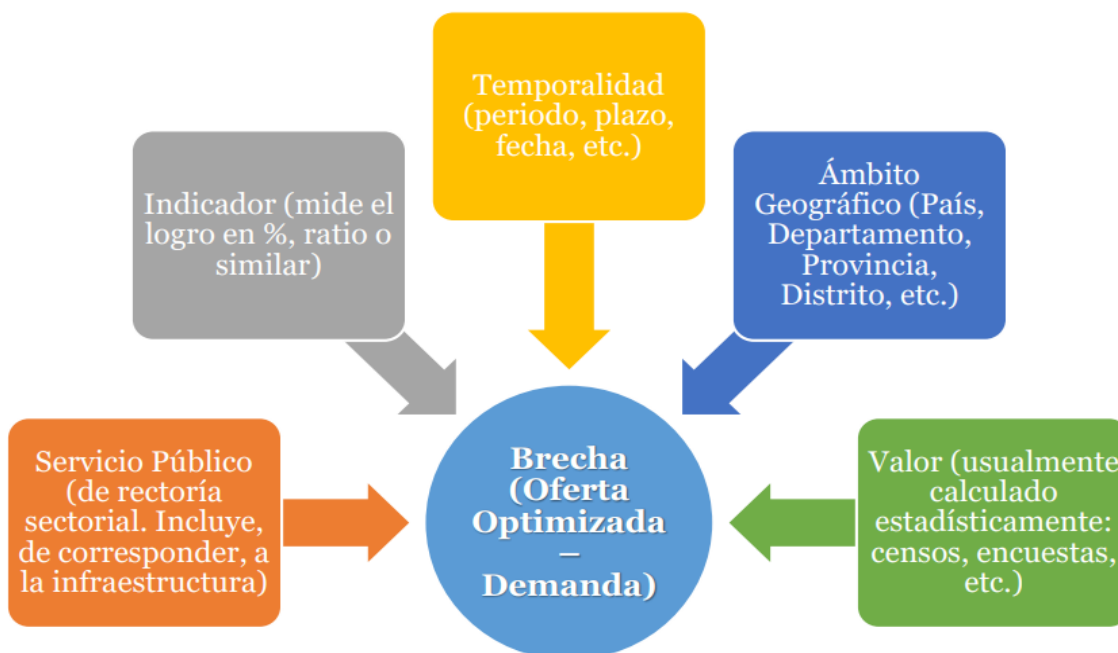 Temporalidad
(periodo, plazo,
fecha, etc.)
Indicador (mide el
logro en %, ratio o
similar)
Ámbito
Geográfico (País,
Departamento,
Provincia,
Distrito, etc.)
Servicio Público
(de rectoría
sectorial. Incluye,
de corresponder, a
la infraestructura)
Brecha
(Oferta
Optimizada
–
Demanda)
Valor (usualmente
calculado
estadísticamente:
censos, encuestas,
etc.)